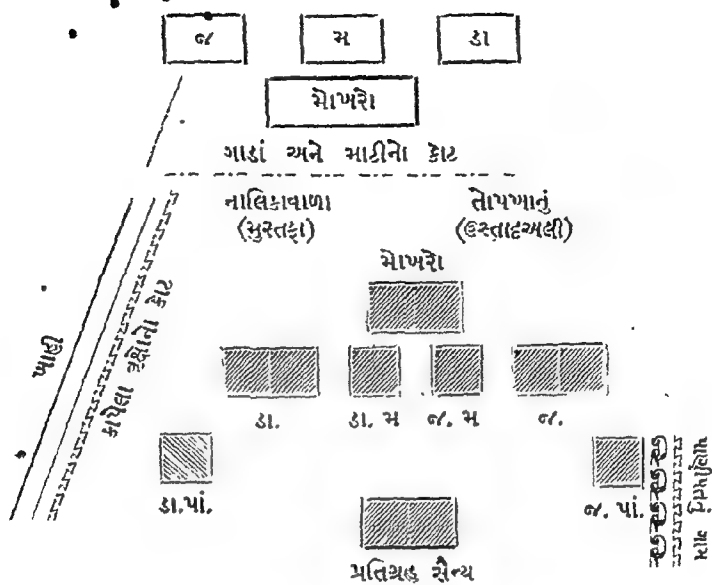 જ મ ડા
મોખરો
ગાડાં અને માટીનો કોટ
નાલિકાવાળા તોપખાનું
(મુસ્તફા) (ઉસ્તાદઅલી)
મોખરો
ખાઈ
કાપેલા વૃક્ષોનો કોટ
ડા. ડા. મ જ. મ જ.
ડા.પાં. જ. પાં.
પ્રતિગ્રહ સૈન્ય